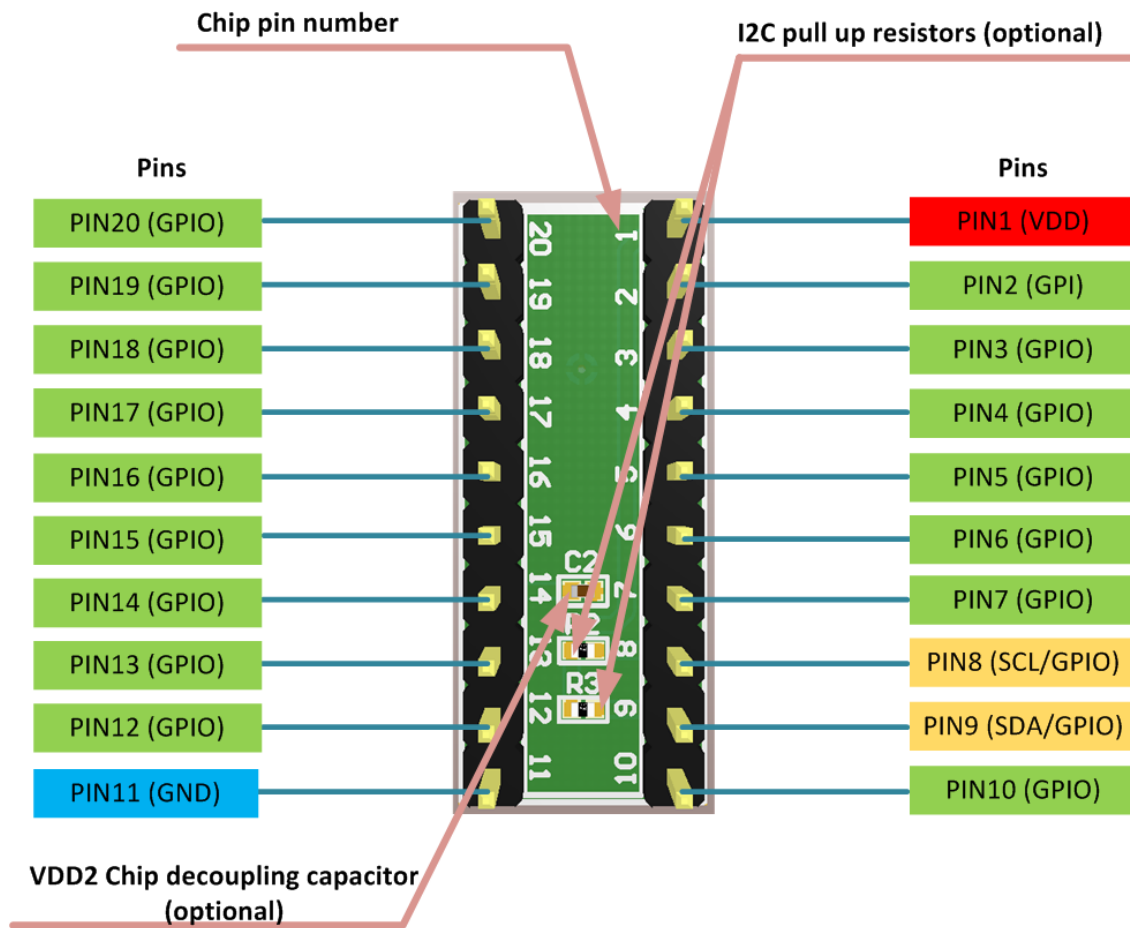 Chip pin number
I2C pull up resistors (optional)
Pins
Pins
PIN20 (GPIO)
PIN19 (GPIO)
PIN18 (GPIO)
PIN17 (GPIO)
PIN16 (GPIO)
PIN15 (GPIO)
PIN14 (GPIO)
PIN13 (GPIO)
PIN12 (GPIO)
PIN11 (GND)
20
19
18
17
16
15
14
13
12
11
C2
R2
R3
1
2
3
4
5
6
7
8
9
10
PIN1 (VDD)
PIN2 (GPI)
PIN3 (GPIO)
PIN4 (GPIO)
PIN5 (GPIO)
PIN6 (GPIO)
PIN7 (GPIO)
PIN8 (SCL/GPIO)
PIN9 (SDA/GPIO)
PIN10 (GPIO)
VDD2 Chip decoupling capacitor
(optional)